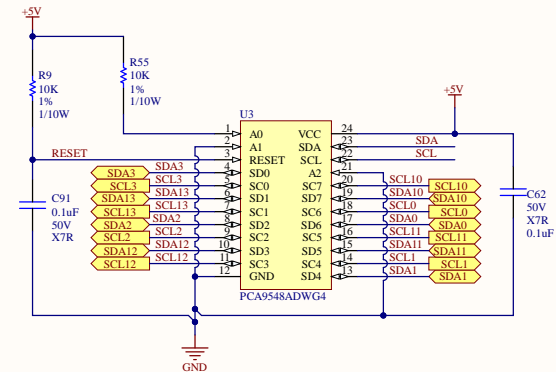 +5V
R9
10K
1%
1/10W
R55
10K
1%
1/10W
+5V
U3
1 A0 VCC 24
2 A1 SDA 23 SDA
RESET 3 RESET SCL 22 SCL
SDA3 SDA3 4 SD0 A2 21
SCL3 SCL3 5 SC0 SC7 20 SCL10 SCL10
SDA13 SDA13 6 SD1 SD7 19 SDA10 SDA10
SCL13 SCL13 7 SC1 SC6 18 SCL0 SCL0
SDA2 SDA2 8 SD2 SD6 17 SDA0 SDA0
SCL2 SCL2 9 SC2 SC5 16 SCL11 SCL11
SDA12 SDA12 10 SD3 SD5 15 SDA11 SDA11
SCL12 SCL12 11 SC3 SC4 14 SCL1 SCL1
12 GND SD4 13 SDA1 SDA1
PCA9548ADWG4
C91
0.1uF
50V
X7R
C62
50V
X7R
0.1uF
GND